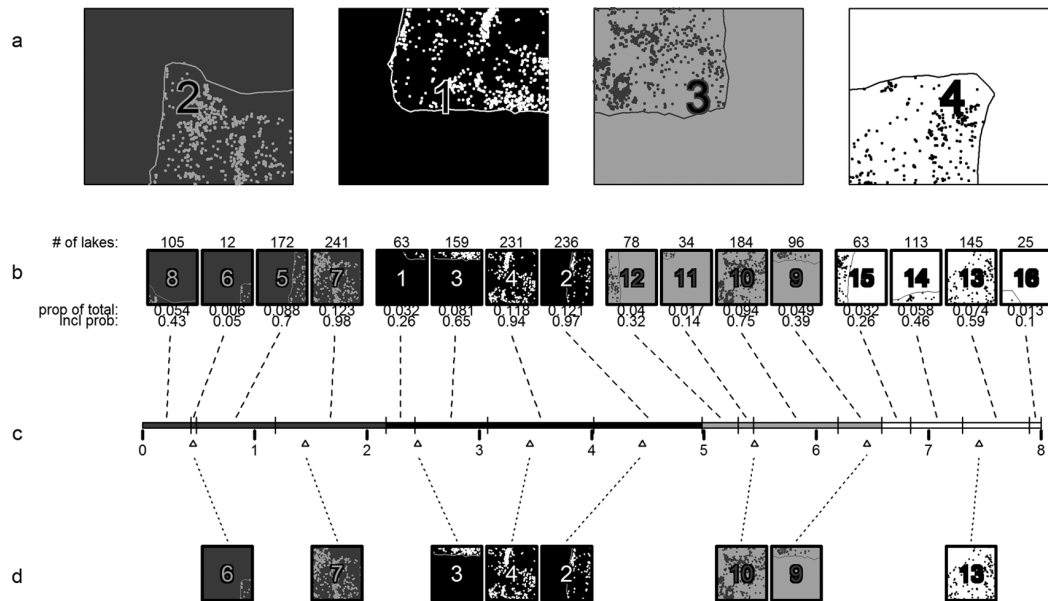 a
2
1
3
4
# of lakes: 105 12 172 241 63 159 231 236 78 34 184 96 63 113 145 25
b
8 6 5 7 1 3 4 2 12 11 10 9 15 14 13 16
prop of total: 0.054 0.006 0.088 0.123 0.032 0.081 0.118 0.121 0.04 0.017 0.094 0.049 0.032 0.058 0.074 0.013
Incl prob: 0.43 0.05 0.7 0.98 0.26 0.65 0.94 0.97 0.32 0.14 0.75 0.39 0.26 0.46 0.59 0.1
c
0 1 2 3 4 5 6 7 8
d
6 7 3 4 2 10 9 13